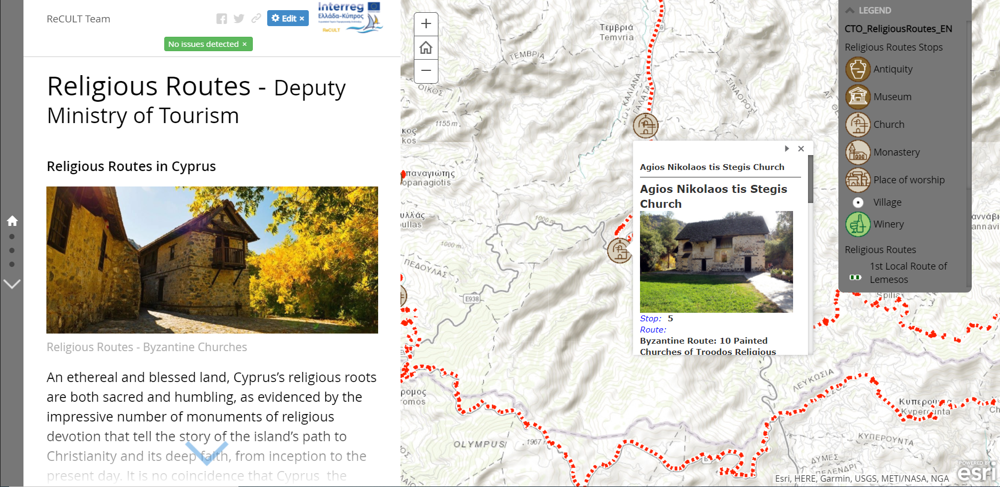 ReCULT Team
Edit ×
Interreg
Ελλάδα-Κύπρος
ReCULT
No issues detected ×
Religious Routes - Deputy
Ministry of Tourism
Religious Routes in Cyprus
Religious Routes - Byzantine Churches
An ethereal and blessed land, Cyprus’s religious roots
are both sacred and humbling, as evidenced by the
impressive number of monuments of religious
devotion that tell the story of the island’s path to
Christianity and its deep faith, from inception to the
present day. It is no coincidence that Cyprus the
+
−
Τεμβριά
Temvria
9
ΤΕΜΒΡΙΑ
ΟΙΚΟΣ
ΚΑΛΙΑΝΑ
ΓΑΛΑΤΑ
ΣΙΝΑΟΡΟΣ
1155 m.
κος
kos
παναγιώτης
opanagiotis
υλλάς
oullas
1000 m.
1000 m.
ΠΕΔΟΥΛΑΣ
E938
ρομος
romos
OLYMPUS
1967 m.
Agios Nikolaos tis Stegis Church
Agios Nikolaos tis Stegis
Church
Stop: 5
Route:
Byzantine Route: 10 Painted
Churches of Troodos Religious
LEGEND
CTO_ReligiousRoutes_EN
Religious Routes Stops
Antiquity
Museum
Church
Monastery
Place of worship
Village
Winery
Religious Routes
1st Local Route of
Lemesos
Spilia
ανναβι
annavi
ΛΕΥΚΩΣΙΑ
Κυπερούντα
Kyperounta
Ch
ΚΥΠΕΡΟΥΝΤΑ
ΔΥΜΕΣ
ΠΕΛΕΝΔΡΙ
Esri, HERE, Garmin, USGS, METI/NASA, NGA
POWERED BY
esri